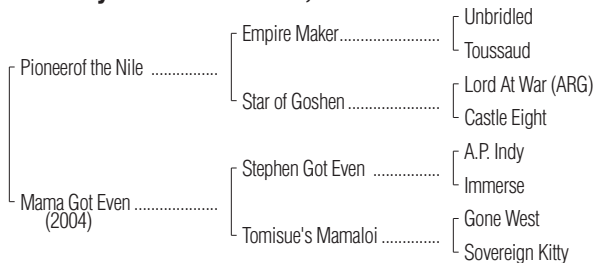 Unbridled
Empire Maker....................
Toussaud
Pioneerof the Nile ...............
Lord At War (ARG)
Star of Goshen....................
Castle Eight
A.P. Indy
Stephen Got Even ..............
Immerse
Mama Got Even ...................
(2004)
Gone West
Tomisue's Mamaloi .............
Sovereign Kitty